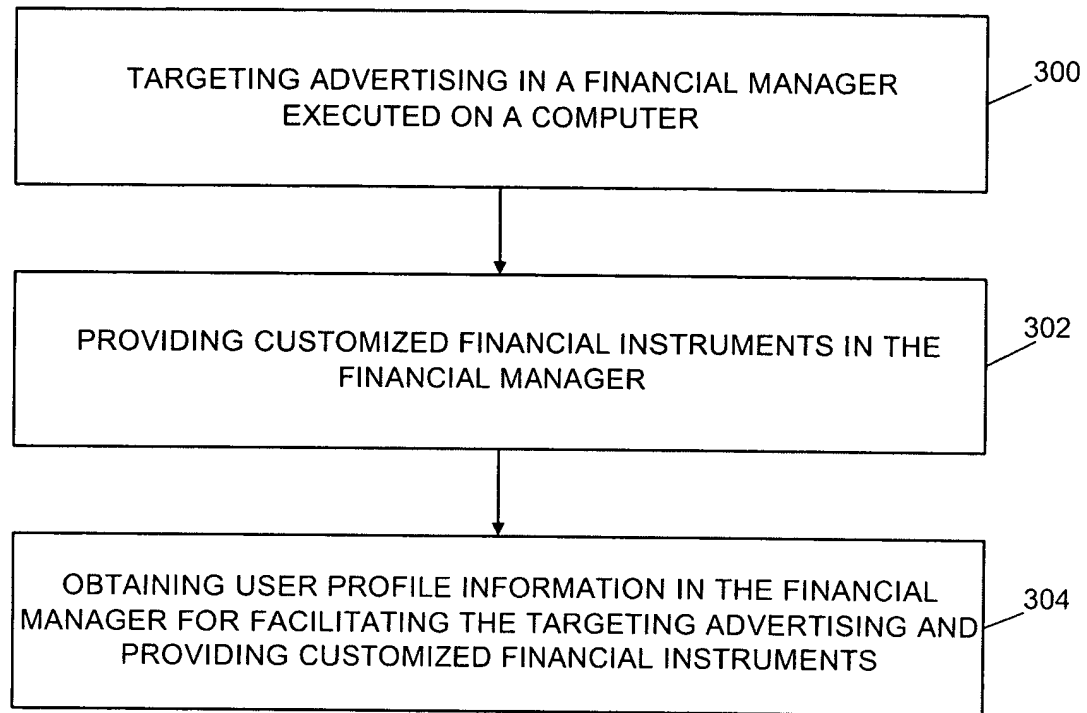 TARGETING ADVERTISING IN A FINANCIAL MANAGER
EXECUTED ON A COMPUTER
300
PROVIDING CUSTOMIZED FINANCIAL INSTRUMENTS IN THE
FINANCIAL MANAGER
302
OBTAINING USER PROFILE INFORMATION IN THE FINANCIAL
MANAGER FOR FACILITATING THE TARGETING ADVERTISING AND
PROVIDING CUSTOMIZED FINANCIAL INSTRUMENTS
304